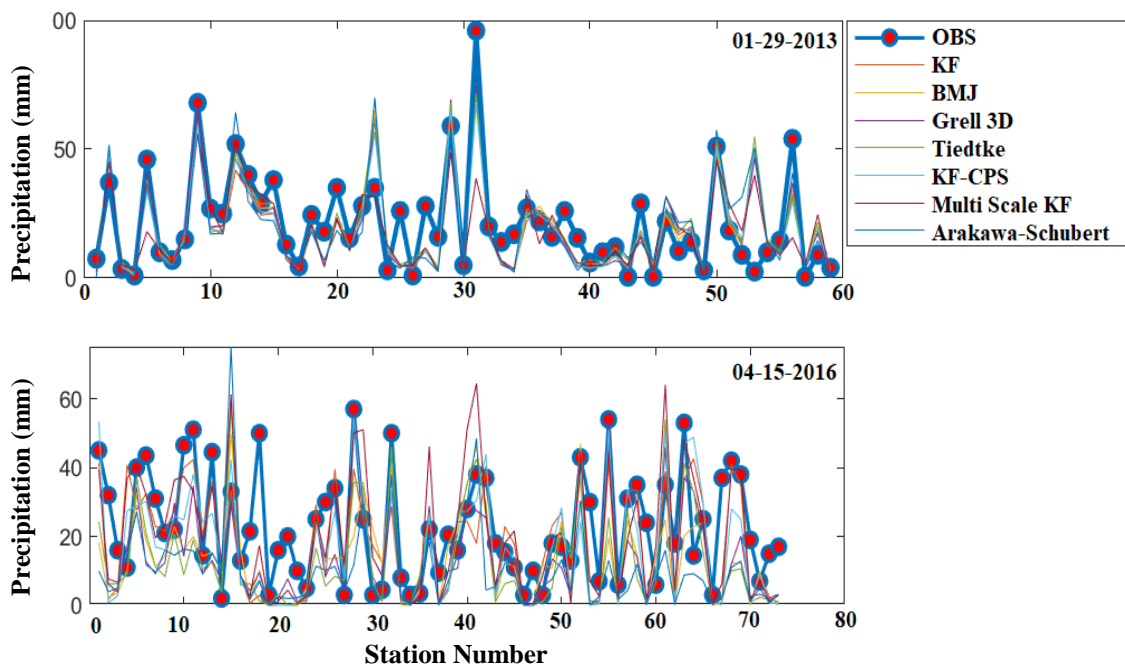 00
01-29-2013
50
0
Precipitation (mm)
0 10 20 30 40 50 60
OBS
KF
BMJ
Grell 3D
Tiedtke
KF-CPS
Multi Scale KF
Arakawa-Schubert
04-15-2016
60
40
20
0
Precipitation (mm)
0 10 20 30 40 50 60 70 80
Station Number